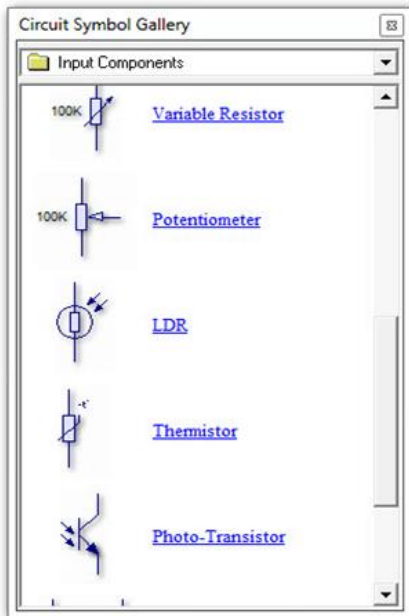 Circuit Symbol Gallery
Input Components
100K Variable Resistor
100K Potentiometer
LDR
-t° Thermistor
Photo-Transistor